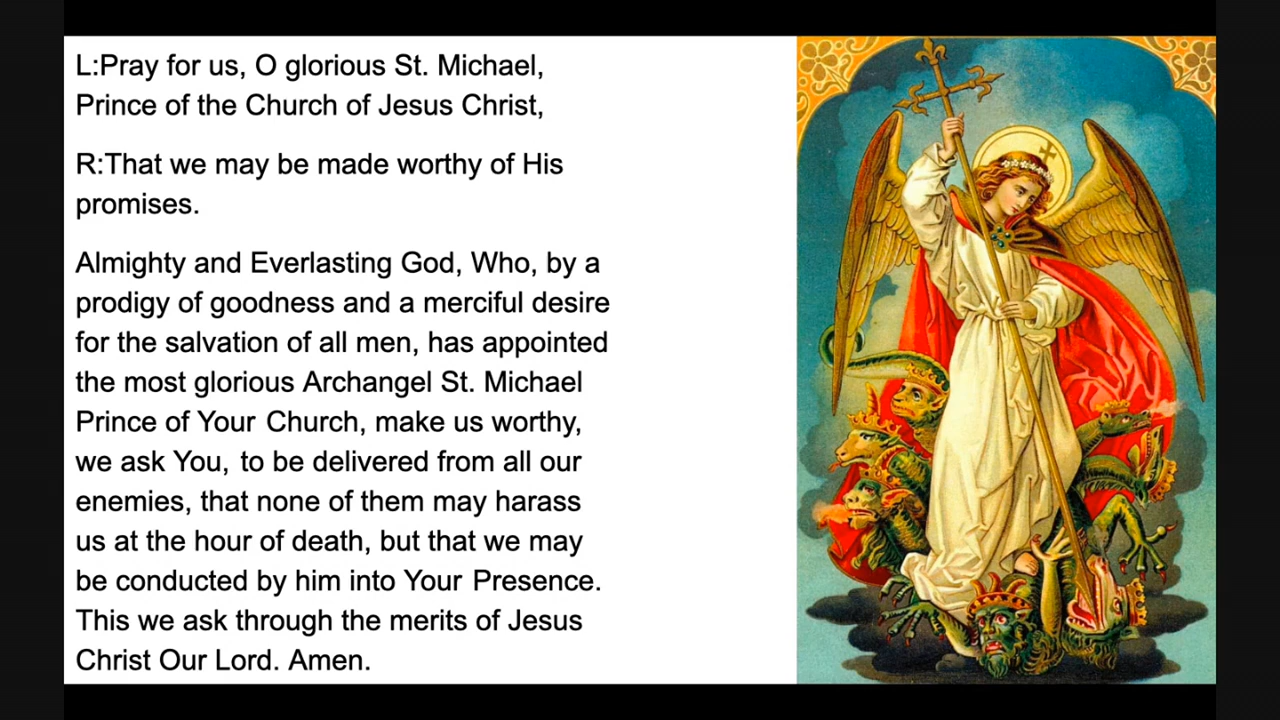 L:Pray for us, O glorious St. Michael,
Prince of the Church of Jesus Christ,
R:That we may be made worthy of His
promises.
Almighty and Everlasting God, Who, by a
prodigy of goodness and a merciful desire
for the salvation of all men, has appointed
the most glorious Archangel St. Michael
Prince of Your Church, make us worthy,
we ask You, to be delivered from all our
enemies, that none of them may harass
us at the hour of death, but that we may
be conducted by him into Your Presence.
This we ask through the merits of Jesus
Christ Our Lord. Amen.